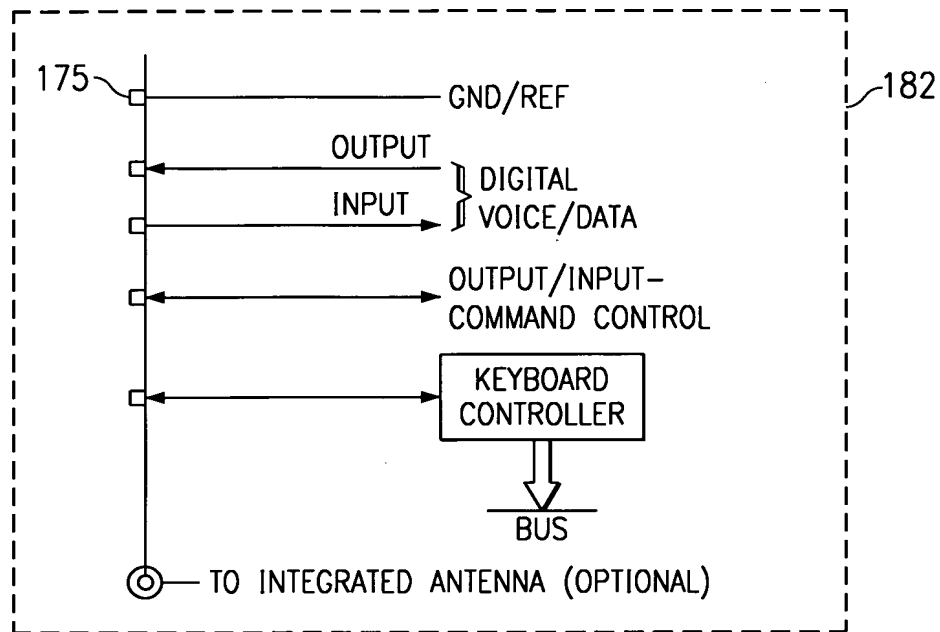 175
GND/REF
182
OUTPUT
INPUT
DIGITAL
VOICE/DATA
OUTPUT/INPUT-
COMMAND CONTROL
KEYBOARD
CONTROLLER
BUS
TO INTEGRATED ANTENNA (OPTIONAL)